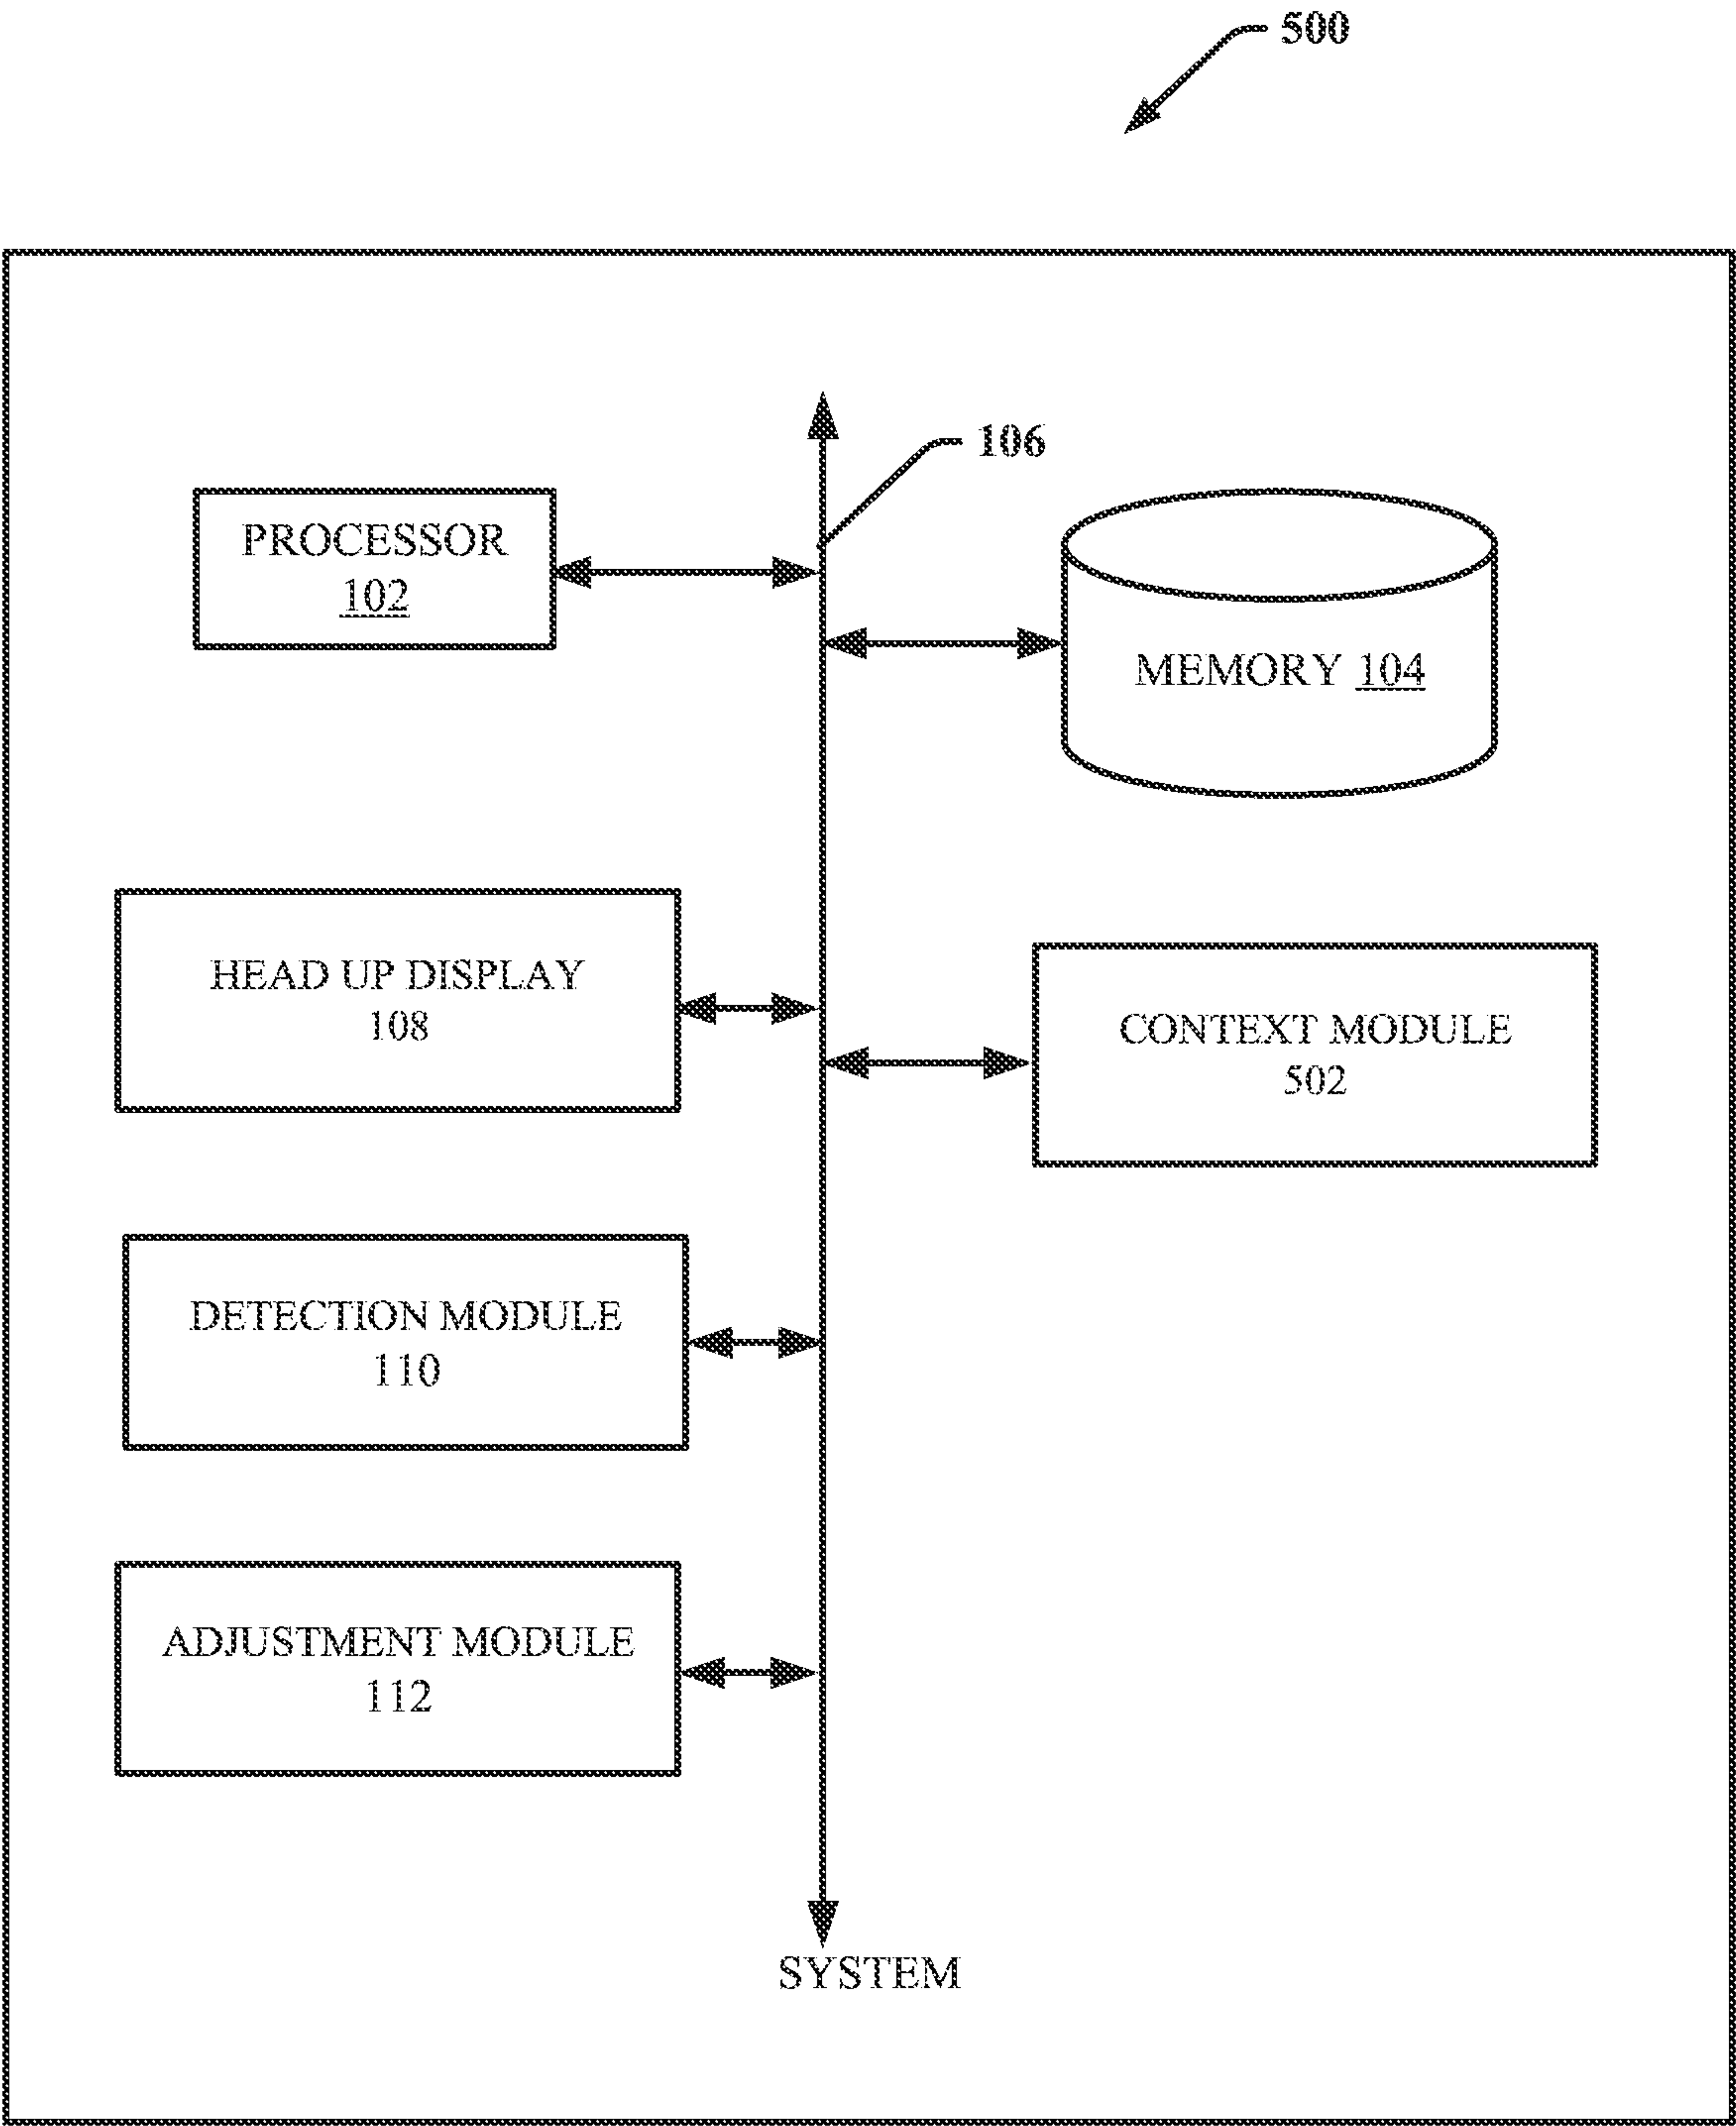 500
106
PROCESSOR
102
MEMORY 104
HEAD UP DISPLAY
108
CONTEXT MODULE
502
DETECTION MODULE
110
ADJUSTMENT MODULE
112
SYSTEM